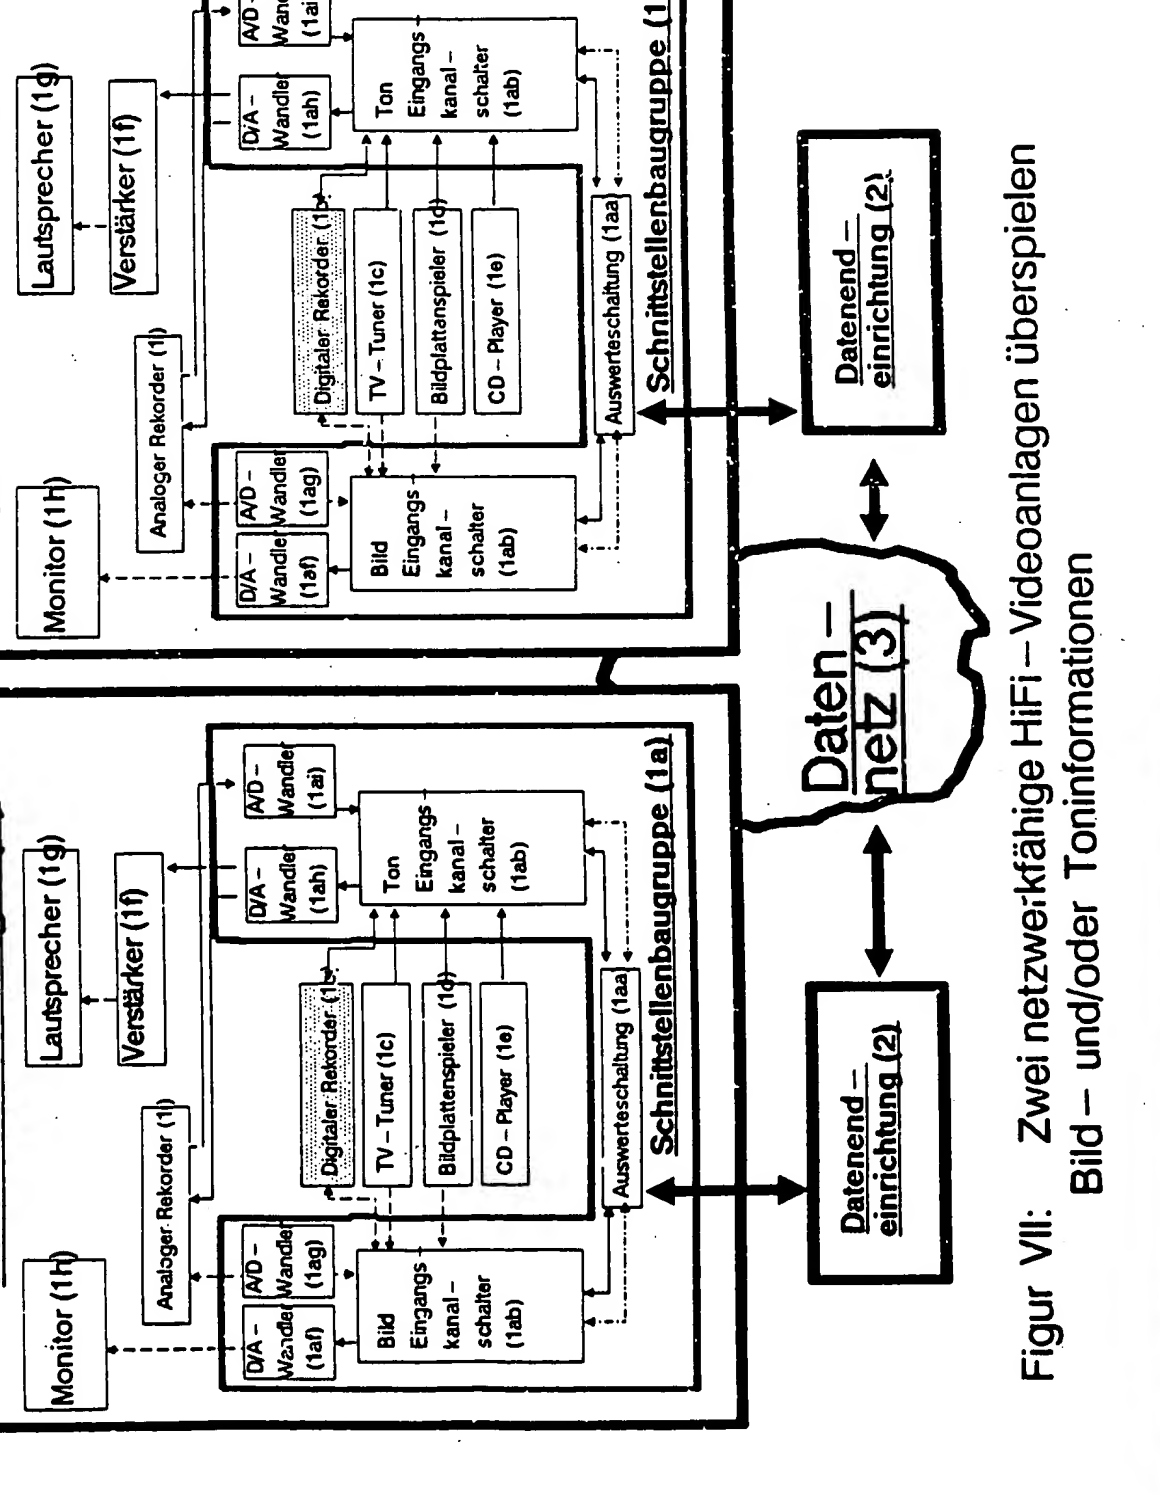 Monitor (1h)
Lautsprecher (1g)
Verstärker (1f)
Analoger Rekorder (1i)
D/A –
Wandler
(1af)
A/D –
Wandler
(1ag)
D/A –
Wandler
(1ah)
A/D –
Wandler
(1ai)
Digitaler Rekorder (1b)
TV – Tuner (1c)
Bildplattenspieler (1d)
CD – Player (1e)
Bild
Eingangs –
kanal –
schalter
(1ab)
Ton
Eingangs –
kanal –
schalter
(1ab)
Auswerteschaltung (1aa)
Schnittstellenbaugruppe (1a)
Monitor (1h)
Lautsprecher (1g)
Verstärker (1f)
Analoger Rekorder (1i)
D/A –
Wandler
(1af)
A/D –
Wandler
(1ag)
D/A –
Wandler
(1ah)
A/D –
Wan
(1ai
Digitaler Rekorder (1b)
TV – Tuner (1c)
Bildplattanspieler (1d)
CD – Player (1e)
Bild
Eingangs –
kanal –
schalter
(1ab)
Ton
Eingangs –
kanal –
schalter
(1ab)
Auswerteschaltung (1aa)
Schnittstellenbaugruppe (1
Datenend –
einrichtung (2)
Daten –
netz (3)
Datenend –
einrichtung (2)
Figur VII: Zwei netzwerkfähige HiFi – Videoanlagen überspielen
Bild – und/oder Toninformationen